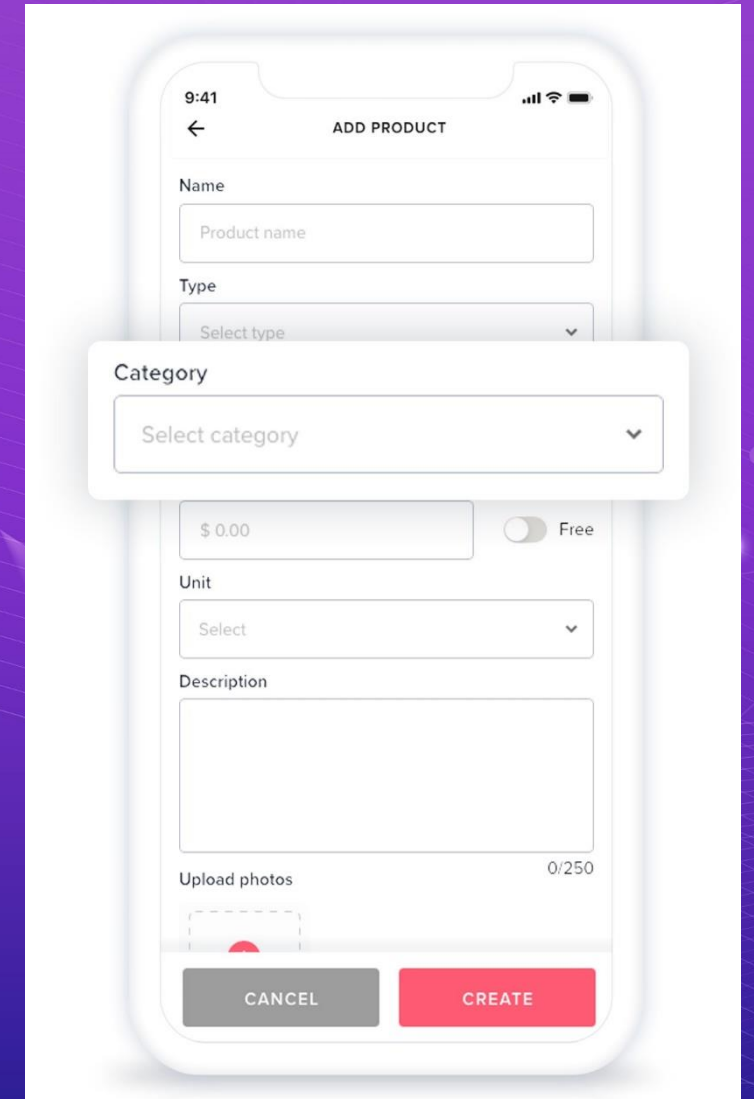 9:41
ADD PRODUCT
Name
Product name
Type
Select type
Category
Select category
$ 0.00
Free
Unit
Select
Description
0/250
Upload photos
CANCEL
CREATE